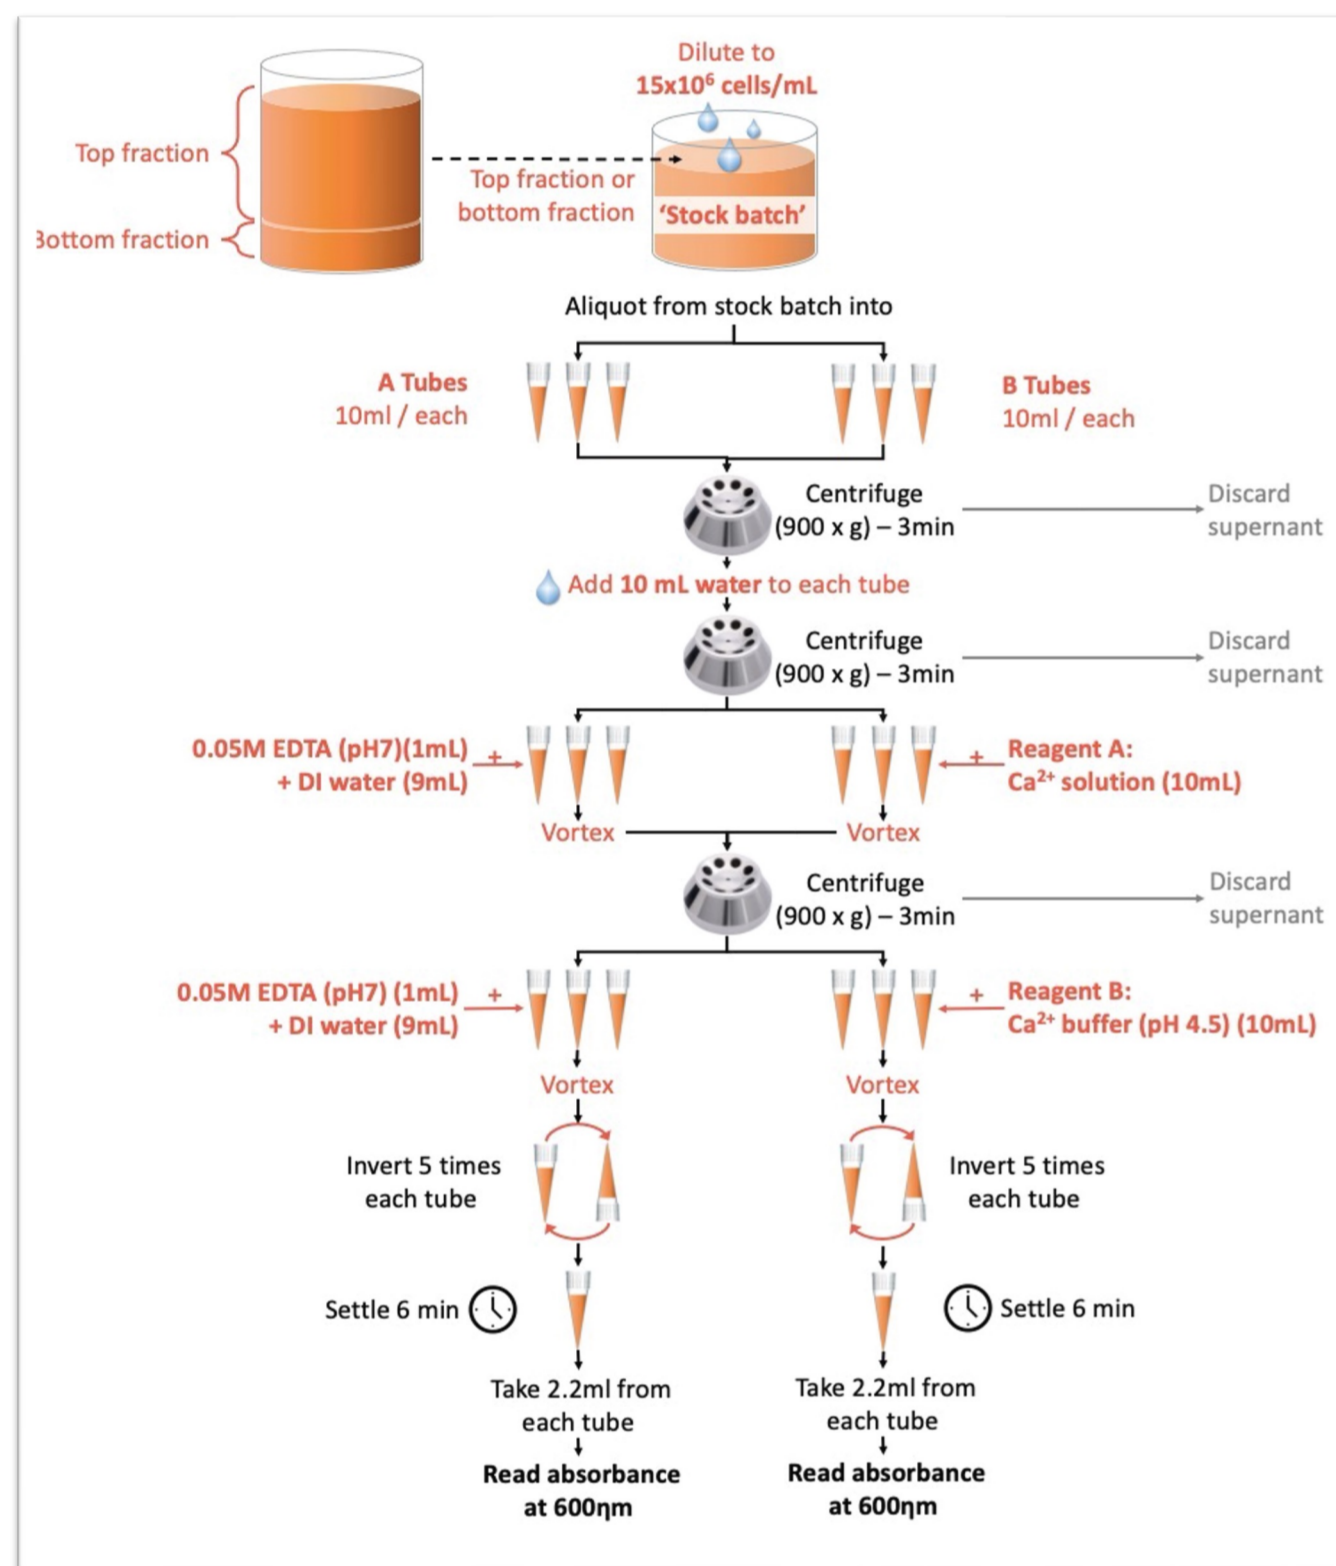 Dilute to
15x10⁶ cells/mL
Top fraction
Top fraction or
bottom fraction
'Stock batch'
Bottom fraction
Aliquot from stock batch into
A Tubes
10ml / each
B Tubes
10ml / each
Centrifuge
(900 x g) – 3min
Discard
supernant
Add 10 mL water to each tube
Centrifuge
(900 x g) – 3min
Discard
supernant
0.05M EDTA (pH7)(1mL)
+ DI water (9mL)
+
+
Reagent A:
Ca²⁺ solution (10mL)
Vortex
Vortex
Centrifuge
(900 x g) – 3min
Discard
supernant
0.05M EDTA (pH7) (1mL)
+ DI water (9mL)
+
+
Reagent B:
Ca²⁺ buffer (pH 4.5) (10mL)
Vortex
Vortex
Invert 5 times
each tube
Invert 5 times
each tube
Settle 6 min
Settle 6 min
Take 2.2ml from
each tube
Take 2.2ml from
each tube
Read absorbance
at 600ηm
Read absorbance
at 600ηm